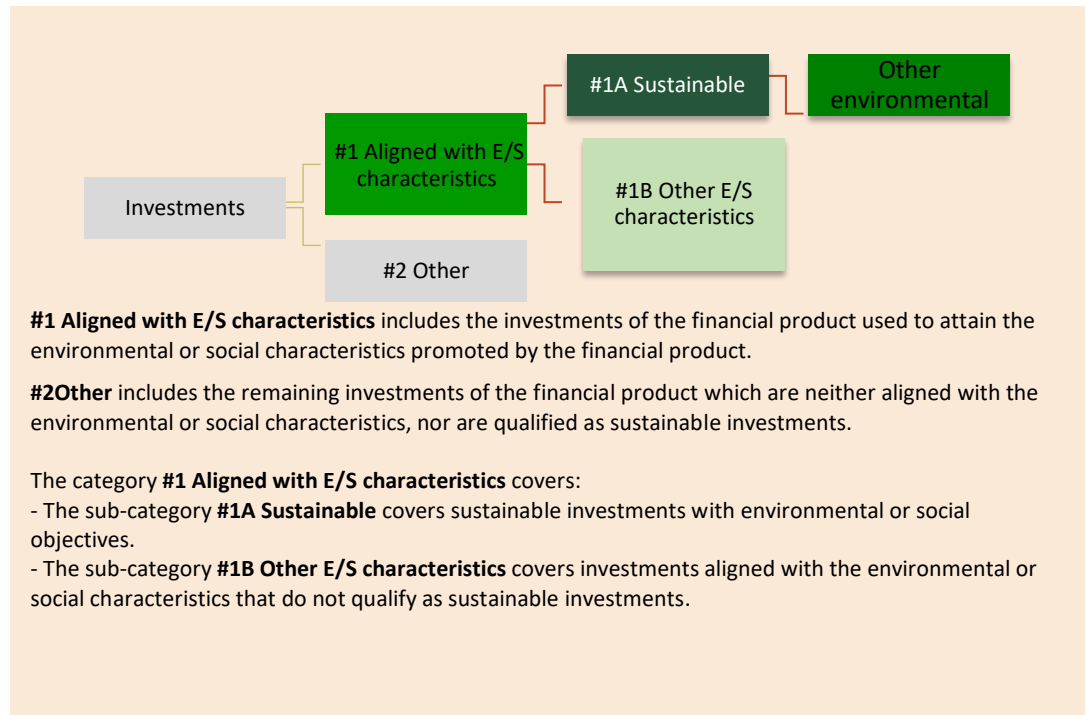 #1A Sustainable
Other
environmental
#1 Aligned with E/S
characteristics
#1B Other E/S
characteristics
Investments
#2 Other
#1 Aligned with E/S characteristics includes the investments of the financial product used to attain the
environmental or social characteristics promoted by the financial product.
#2Other includes the remaining investments of the financial product which are neither aligned with the
environmental or social characteristics, nor are qualified as sustainable investments.
The category #1 Aligned with E/S characteristics covers:
- The sub-category #1A Sustainable covers sustainable investments with environmental or social
objectives.
- The sub-category #1B Other E/S characteristics covers investments aligned with the environmental or
social characteristics that do not qualify as sustainable investments.